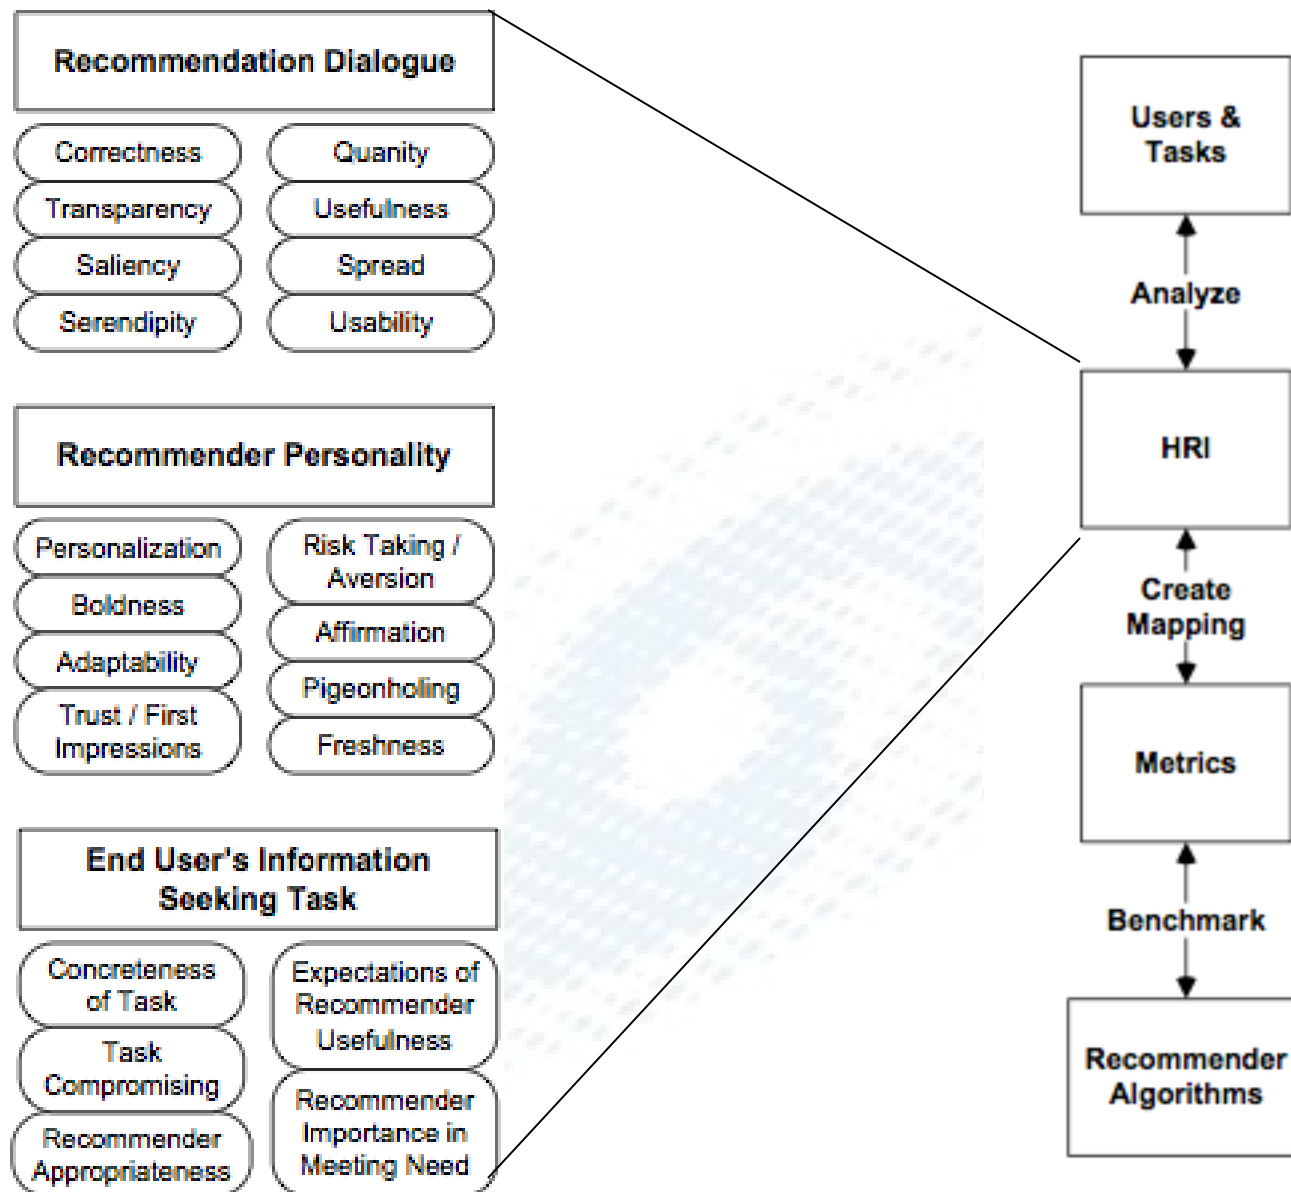 Recommendation Dialogue
Correctness
Transparency
Saliency
Serendipity
Quanity
Usefulness
Spread
Usability
Recommender Personality
Personalization
Boldness
Adaptability
Trust / First
Impressions
Risk Taking /
Aversion
Affirmation
Pigeonholing
Freshness
End User's Information
Seeking Task
Concreteness
of Task
Task
Compromising
Recommender
Appropriateness
Expectations of
Recommender
Usefulness
Recommender
Importance in
Meeting Need
Users &
Tasks
Analyze
HRI
Create
Mapping
Metrics
Benchmark
Recommender
Algorithms